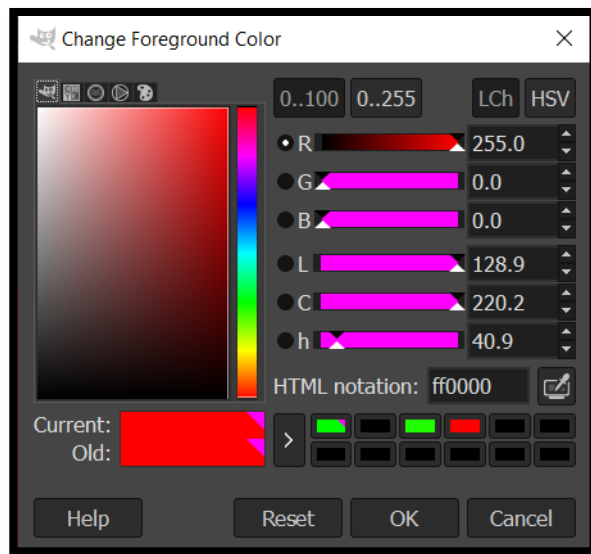 Change Foreground Color
0..100 0..255 LCh HSV
R 255.0
G 0.0
B 0.0
L 128.9
C 220.2
h 40.9
HTML notation: ff0000
Current:
Old:
Help Reset OK Cancel